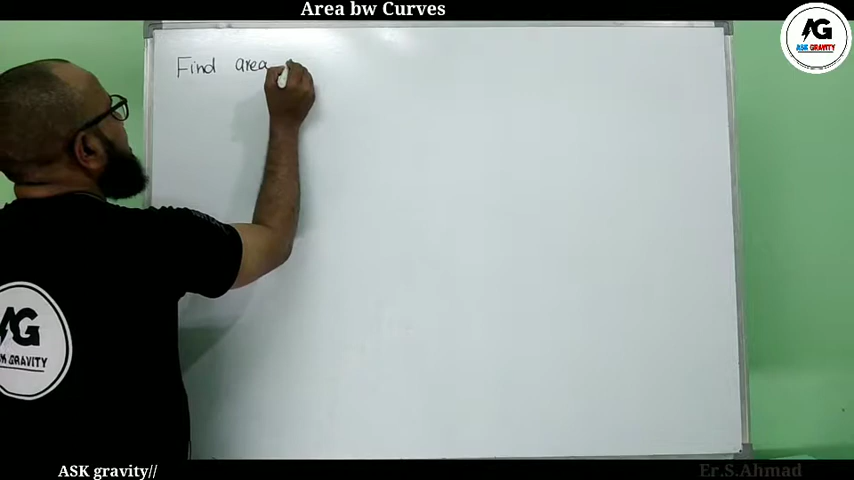 Area bw Curves
AG
ASK GRAVITY
Find area
AG
GRAVITY
ASK gravity//
Er.S.Ahmad